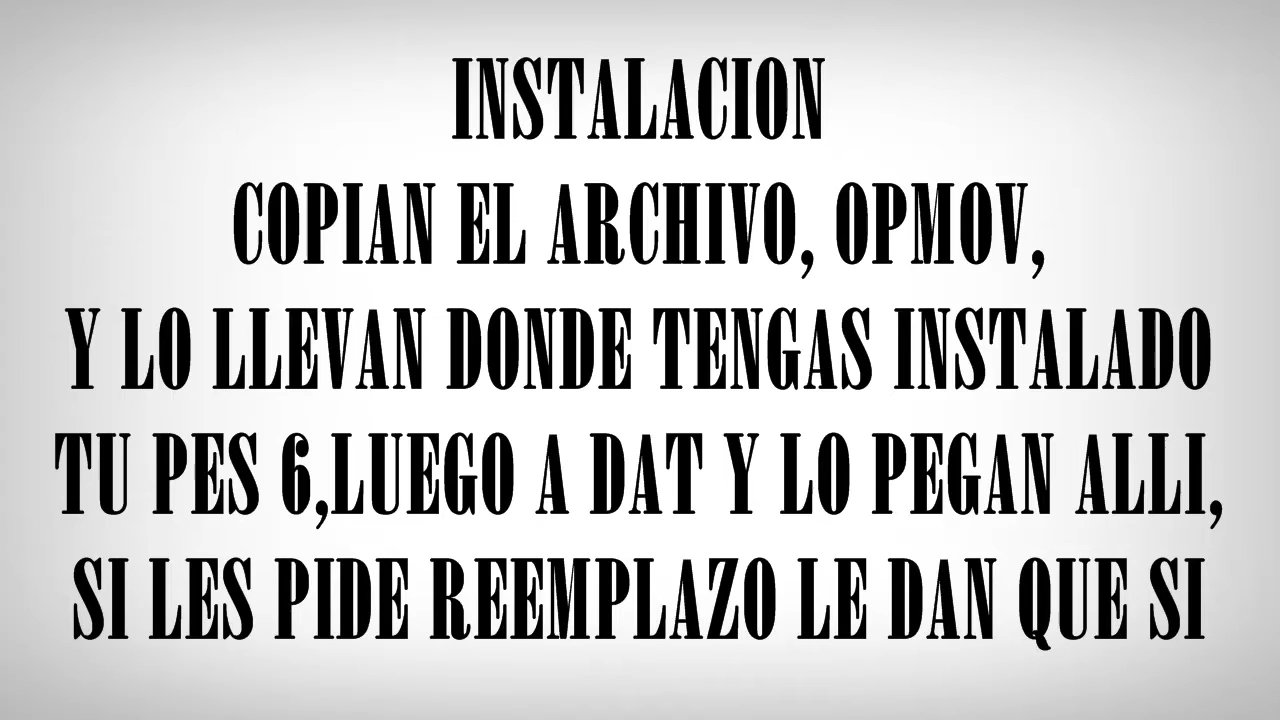 INSTALACION
COPIAN EL ARCHIVO, OPMOV,
Y LO LLEVAN DONDE TENGAS INSTALADO
TU PES 6,LUEGO A DAT Y LO PEGAN ALLI,
SI LES PIDE REEMPLAZO LE DAN QUE SI